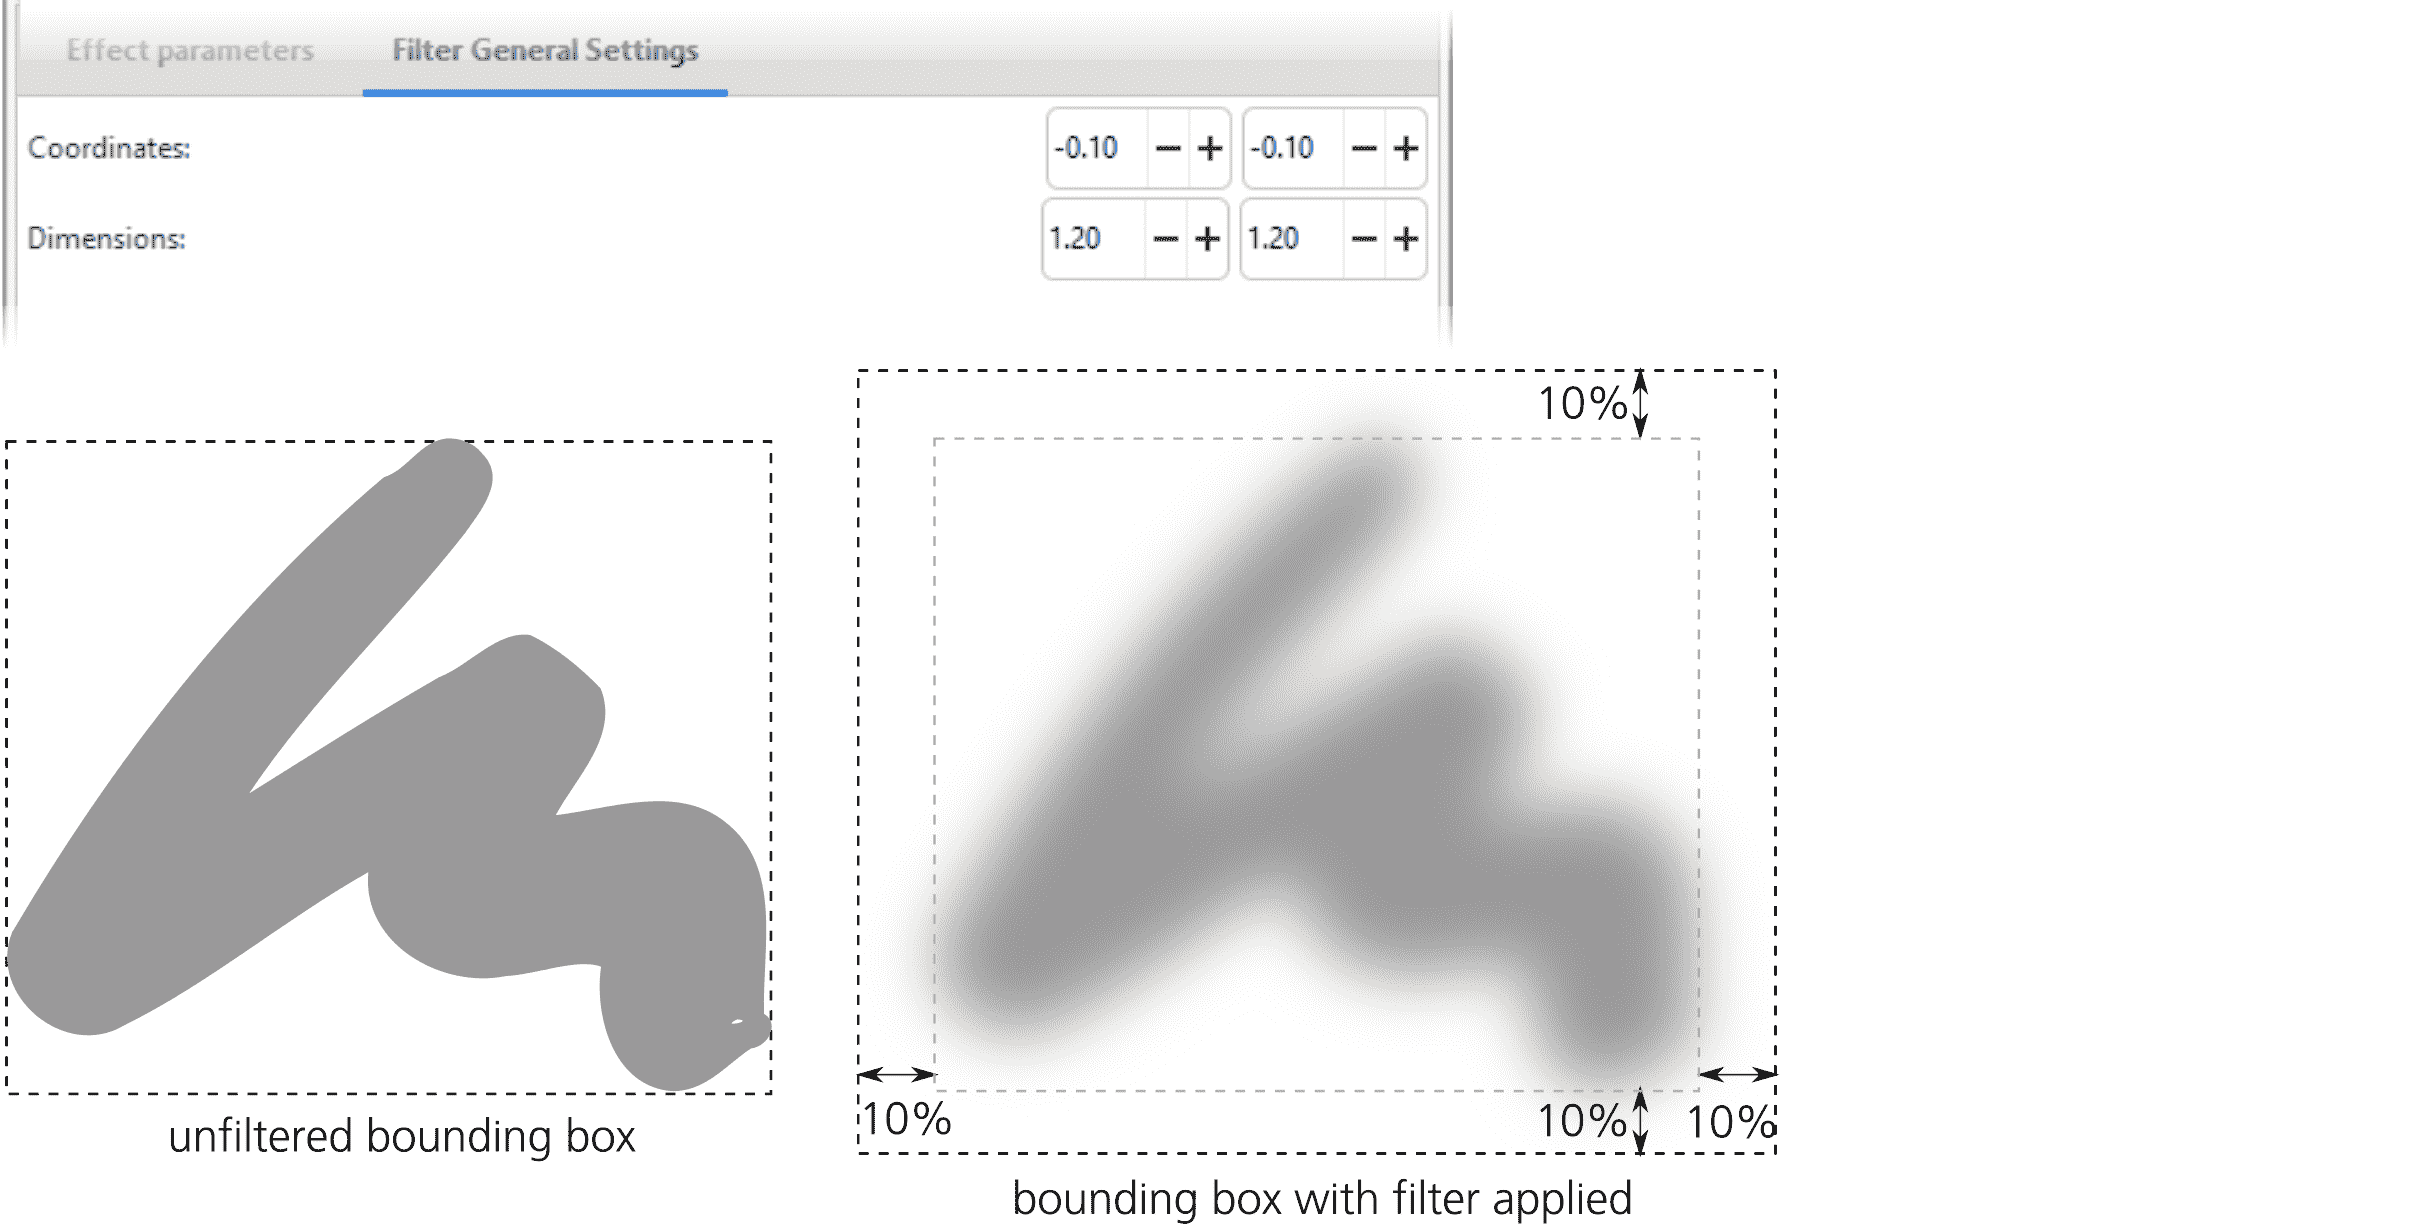 Effect parameters Filter General Settings
Coordinates: -0.10 − + -0.10 − +
Dimensions: 1.20 − + 1.20 − +
10%
10% 10% 10%
unfiltered bounding box
bounding box with filter applied